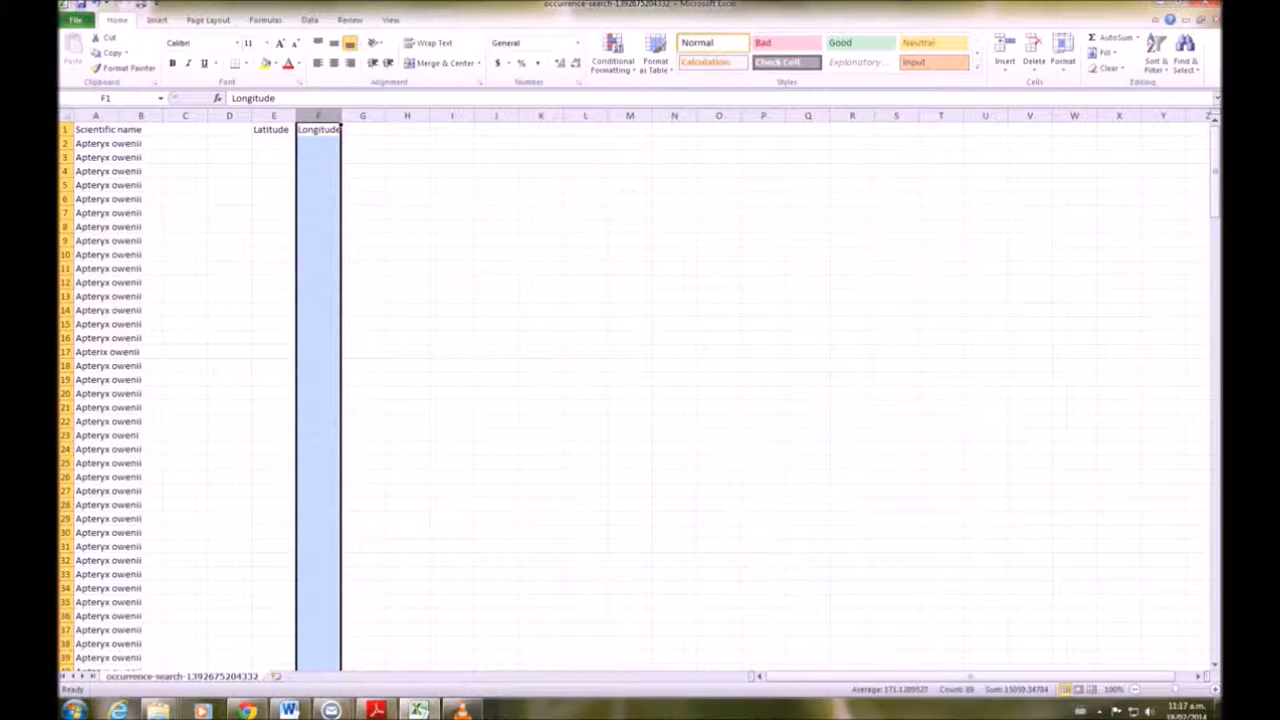 occurrence-search-1392675204332 - Microsoft Excel
File Home Insert Page Layout Formulas Data Review View
Paste Cut Copy Format Painter
Clipboard
Calibri 11
B I U A
Font
Wrap Text
Merge & Center
Alignment
General
$ % ,
Number
Conditional Formatting Format as Table
Normal Bad Good Neutral
Calculation Check Cell Explanatory ... Input
Styles
Insert Delete Format
Cells
Σ AutoSum Fill Clear
Sort & Filter Find & Select
Editing
F1 fx Longitude
A B C D E F G H I J K L M N O P Q R S T U V W X Y Z
1 Scientific name Latitude Longitude
2 Apteryx owenii
3 Apteryx owenii
4 Apteryx owenii
5 Apteryx owenii
6 Apteryx owenii
7 Apteryx owenii
8 Apteryx owenii
9 Apteryx owenii
10 Apteryx owenii
11 Apteryx owenii
12 Apteryx owenii
13 Apteryx owenii
14 Apteryx owenii
15 Apteryx owenii
16 Apteryx owenii
17 Apterix owenii
18 Apteryx owenii
19 Apteryx owenii
20 Apteryx owenii
21 Apteryx owenii
22 Apteryx owenii
23 Apteryx oweni
24 Apteryx owenii
25 Apteryx owenii
26 Apteryx owenii
27 Apteryx owenii
28 Apteryx owenii
29 Apteryx owenii
30 Apteryx owenii
31 Apteryx owenii
32 Apteryx owenii
33 Apteryx owenii
34 Apteryx owenii
35 Apteryx owenii
36 Apteryx owenii
37 Apteryx owenii
38 Apteryx owenii
39 Apteryx owenii
occurrence-search-1392675204332
Ready Count: 89 100%
11:17 a.m.
18/02/2014